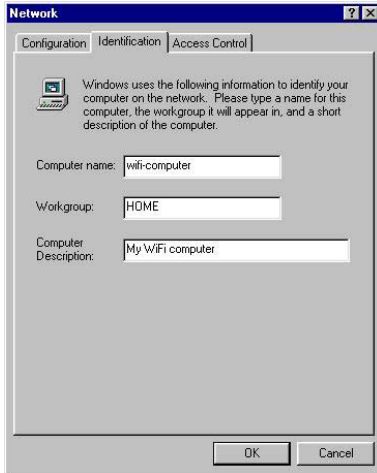 Network
Configuration Identification Access Control
Windows uses the following information to identify your
computer on the network. Please type a name for this
computer, the workgroup it will appear in, and a short
description of the computer.
Computer name: wifi-computer
Workgroup: HOME
Computer
Description: My WiFi computer
OK Cancel